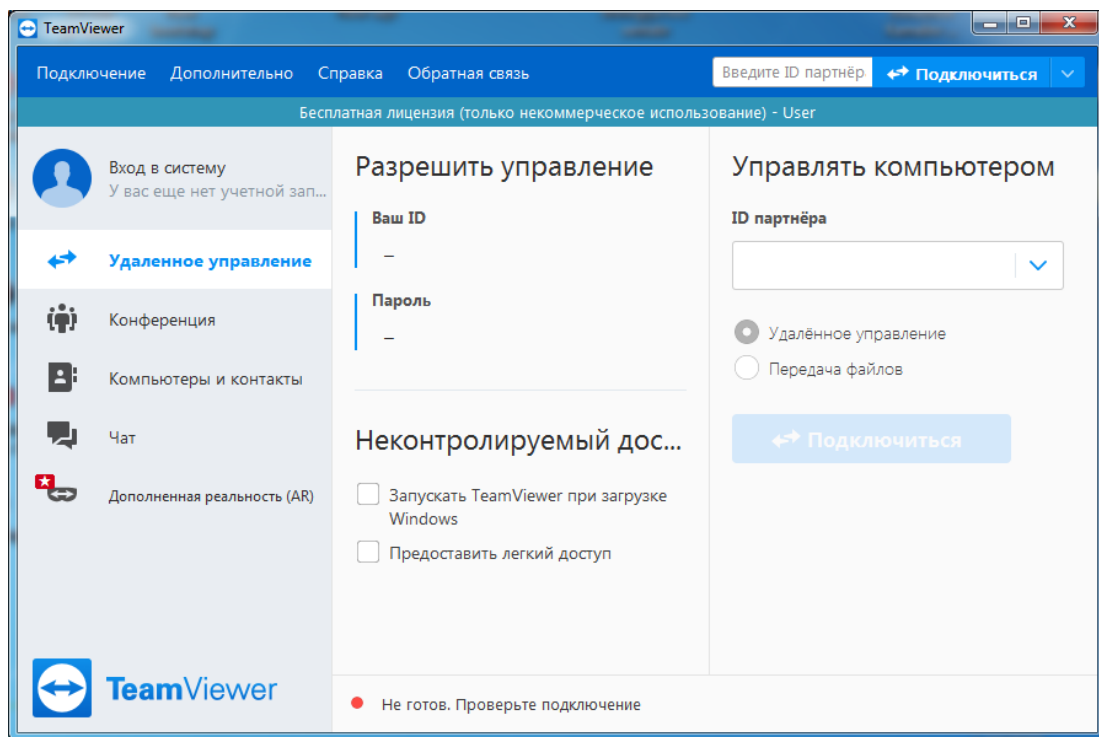 TeamViewer
Подключение Дополнительно Справка Обратная связь
Введите ID партнёр
Подключиться
Бесплатная лицензия (только некоммерческое использование) - User
Вход в систему
У вас еще нет учетной зап...
Удаленное управление
Конференция
Компьютеры и контакты
Чат
Дополненная реальность (AR)
TeamViewer
Разрешить управление
Ваш ID
–
Пароль
–
Неконтролируемый дос...
Запускать TeamViewer при загрузке
Windows
Предоставить легкий доступ
Управлять компьютером
ID партнёра
Удалённое управление
Передача файлов
Подключиться
Не готов. Проверьте подключение